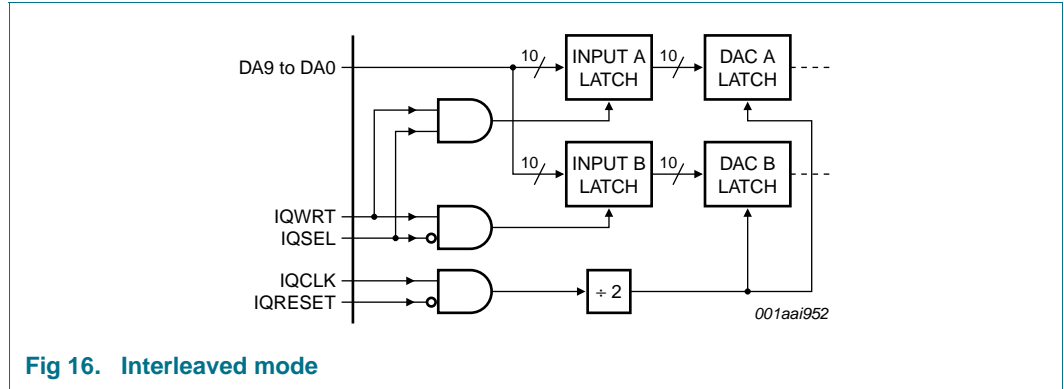 DA9 to DA0
10
INPUT A
LATCH
10
DAC A
LATCH
10
INPUT B
LATCH
10
DAC B
LATCH
IQWRT
IQSEL
IQCLK
IQRESET
÷ 2
001aai952
Fig 16. Interleaved mode